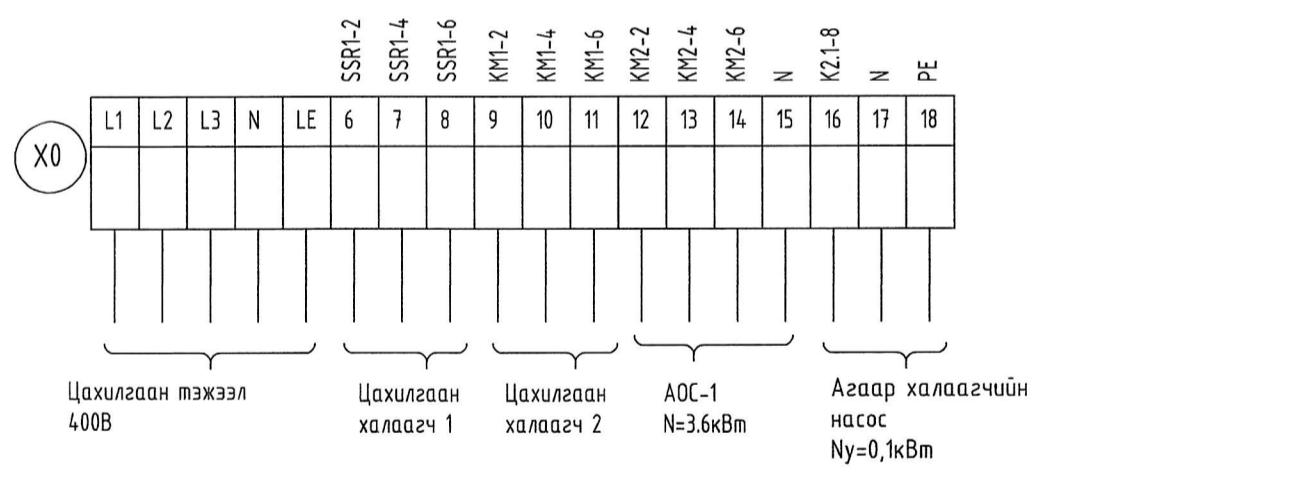 SSR1-2 SSR1-4 SSR1-6 KM1-2 KM1-4 KM1-6 KM2-2 KM2-4 KM2-6 N K2.1-8 N PE
X0 L1 L2 L3 N LE 6 7 8 9 10 11 12 13 14 15 16 17 18
Цахилгаан тэжээл
400В
Цахилгаан
халаагч 1
Цахилгаан
халаагч 2
АОС-1
N=3.6кВт
Агаар халаагчийн
насос
Ny=0,1кВт